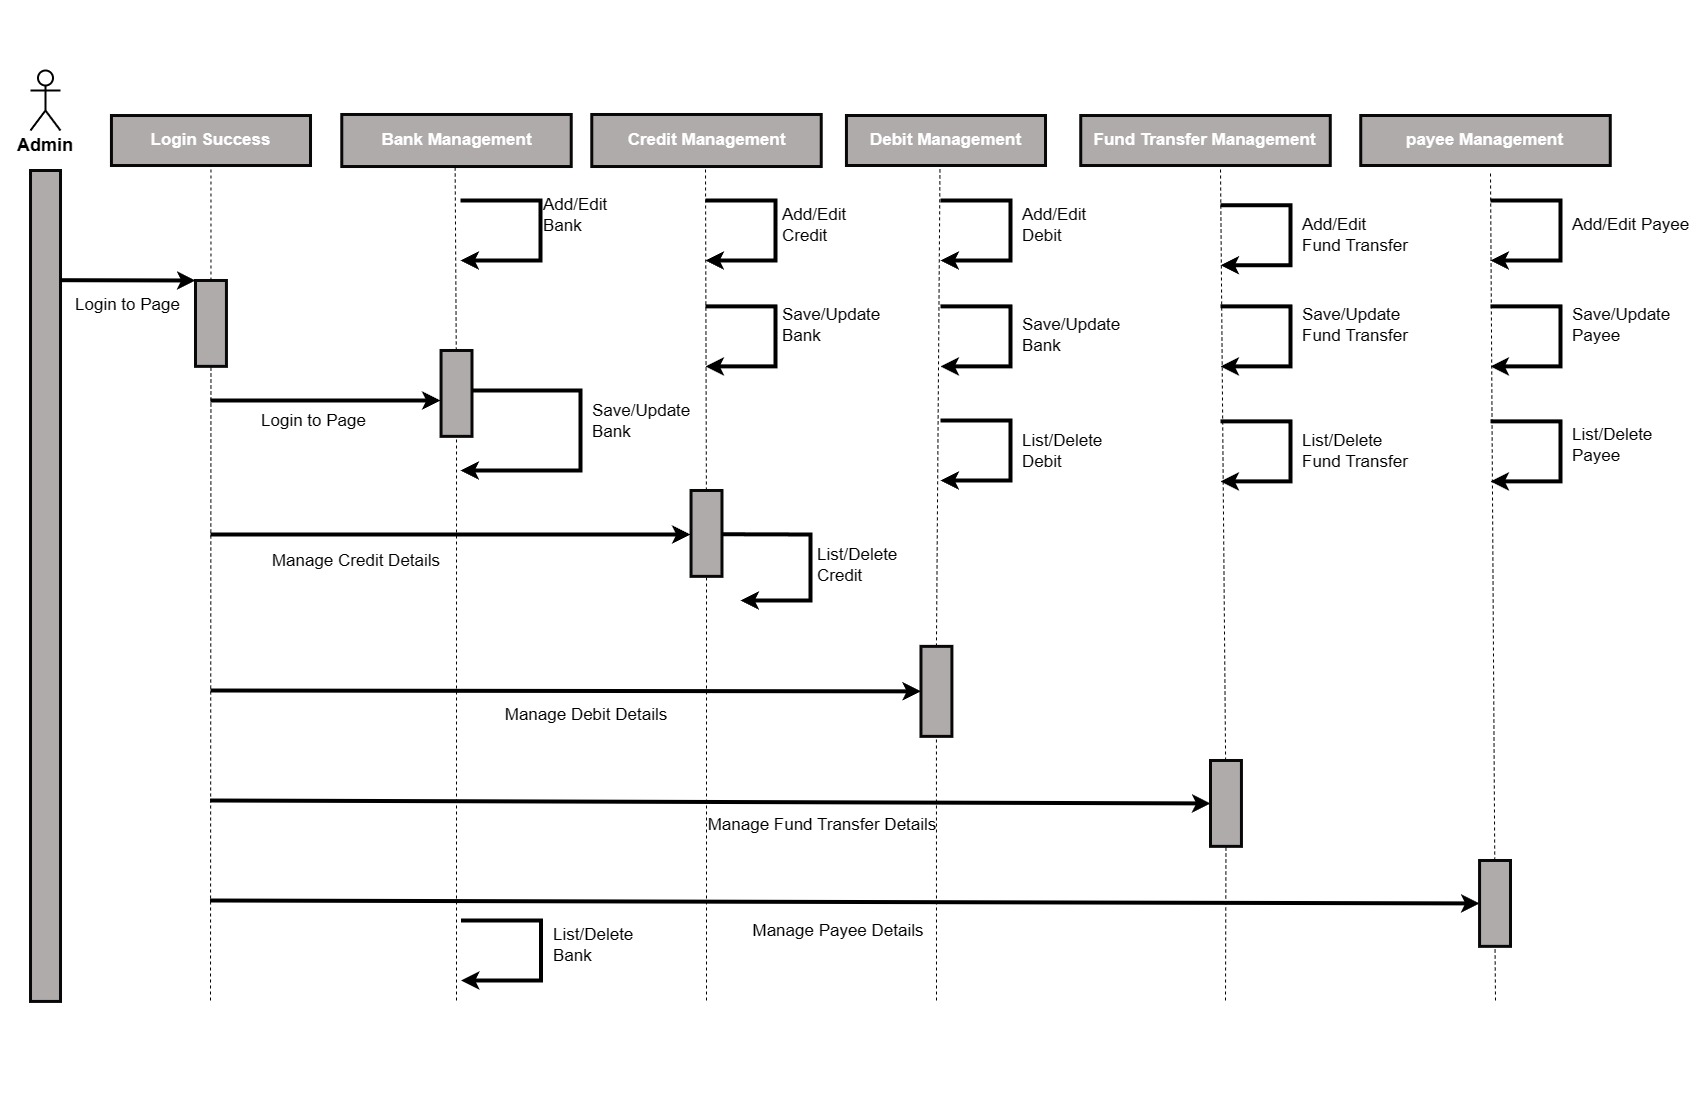 Admin
Login Success
Bank Management
Credit Management
Debit Management
Fund Transfer Management
payee Management
Add/Edit
Bank
Add/Edit
Credit
Add/Edit
Debit
Add/Edit
Fund Transfer
Add/Edit Payee
Login to Page
Save/Update
Bank
Save/Update
Bank
Save/Update
Fund Transfer
Save/Update
Payee
Login to Page
Save/Update
Bank
List/Delete
Debit
List/Delete
Fund Transfer
List/Delete
Payee
Manage Credit Details
List/Delete
Credit
Manage Debit Details
Manage Fund Transfer Details
Manage Payee Details
List/Delete
Bank